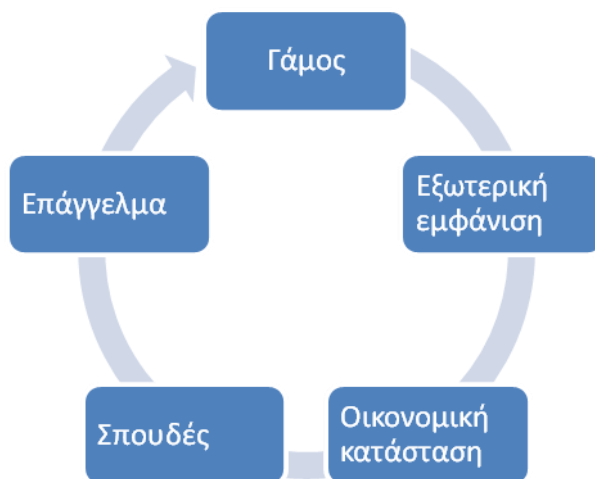 Γάμος
Εξωτερική
εμφάνιση
Οικονομική
κατάσταση
Σπουδές
Επάγγελμα